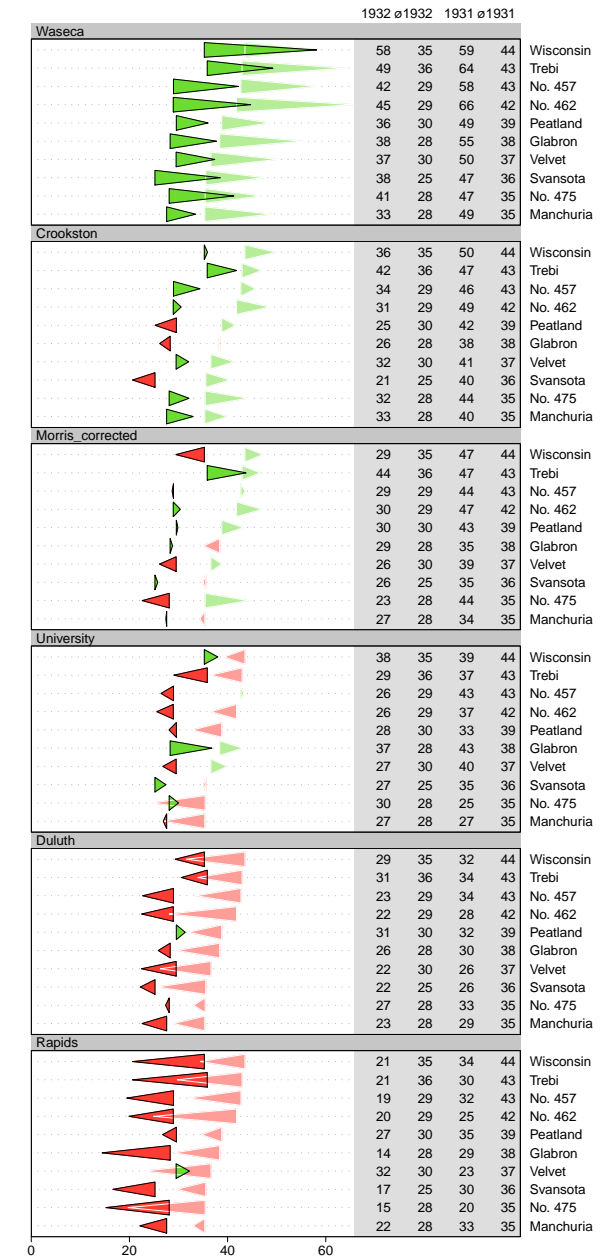 1932 ø1932 1931 ø1931
Waseca
58 35 59 44 Wisconsin
49 36 64 43 Trebi
42 29 58 43 No. 457
45 29 66 42 No. 462
36 30 49 39 Peatland
38 28 55 38 Glabron
37 30 50 37 Velvet
38 25 47 36 Svansota
41 28 47 35 No. 475
33 28 49 35 Manchuria
Crookston
36 35 50 44 Wisconsin
42 36 47 43 Trebi
34 29 46 43 No. 457
31 29 49 42 No. 462
25 30 42 39 Peatland
26 28 38 38 Glabron
32 30 41 37 Velvet
21 25 40 36 Svansota
32 28 44 35 No. 475
33 28 40 35 Manchuria
Morris_corrected
29 35 47 44 Wisconsin
44 36 47 43 Trebi
29 29 44 43 No. 457
30 29 47 42 No. 462
30 30 43 39 Peatland
29 28 35 38 Glabron
26 30 39 37 Velvet
26 25 35 36 Svansota
23 28 44 35 No. 475
27 28 34 35 Manchuria
University
38 35 39 44 Wisconsin
29 36 37 43 Trebi
26 29 43 43 No. 457
26 29 37 42 No. 462
28 30 33 39 Peatland
37 28 43 38 Glabron
27 30 40 37 Velvet
27 25 35 36 Svansota
30 28 25 35 No. 475
27 28 27 35 Manchuria
Duluth
29 35 32 44 Wisconsin
31 36 34 43 Trebi
23 29 34 43 No. 457
22 29 28 42 No. 462
31 30 32 39 Peatland
26 28 30 38 Glabron
22 30 26 37 Velvet
22 25 26 36 Svansota
27 28 33 35 No. 475
23 28 29 35 Manchuria
Rapids
21 35 34 44 Wisconsin
21 36 30 43 Trebi
19 29 32 43 No. 457
20 29 25 42 No. 462
27 30 35 39 Peatland
14 28 29 38 Glabron
32 30 23 37 Velvet
17 25 30 36 Svansota
15 28 20 35 No. 475
22 28 33 35 Manchuria
0 20 40 60